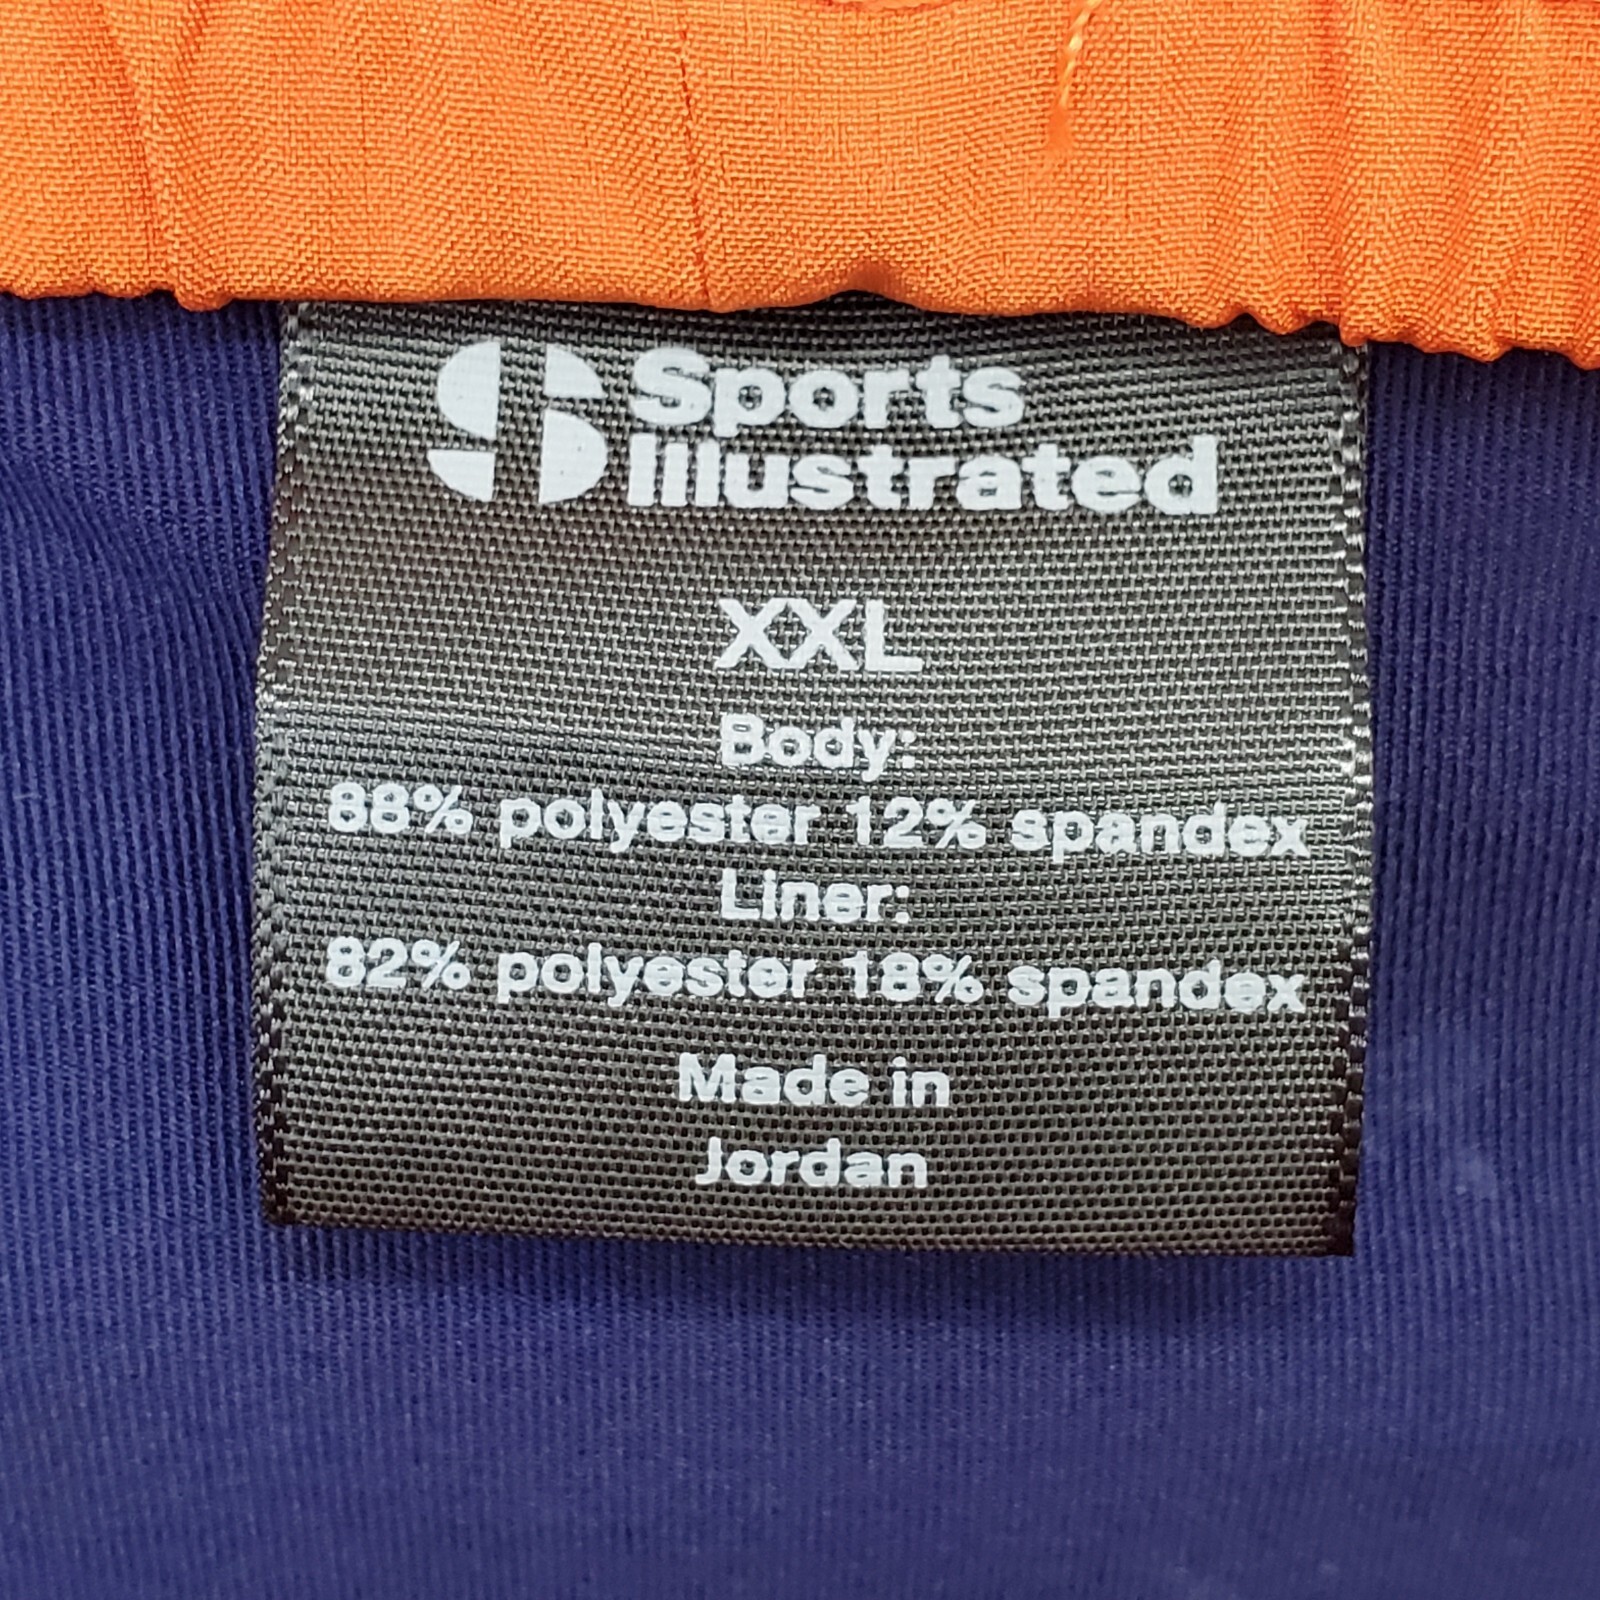 Sports
Illustrated
XXL
Body:
88% polyester 12% spandex
Liner:
82% polyester 18% spandex
Made in
Jordan